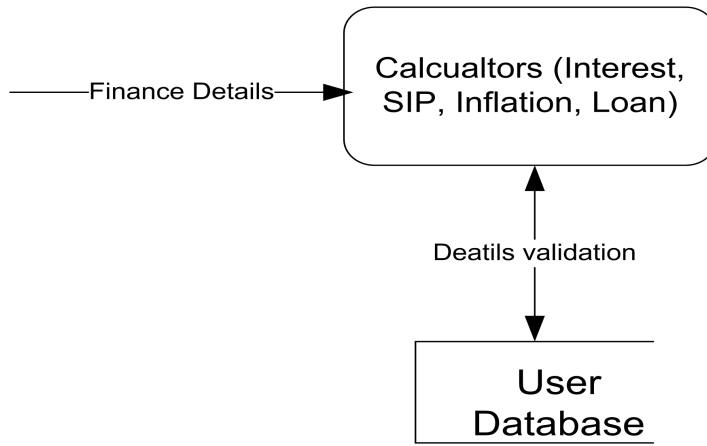 Calcualtors (Interest,
SIP, Inflation, Loan)
Finance Details
Deatils validation
User
Database